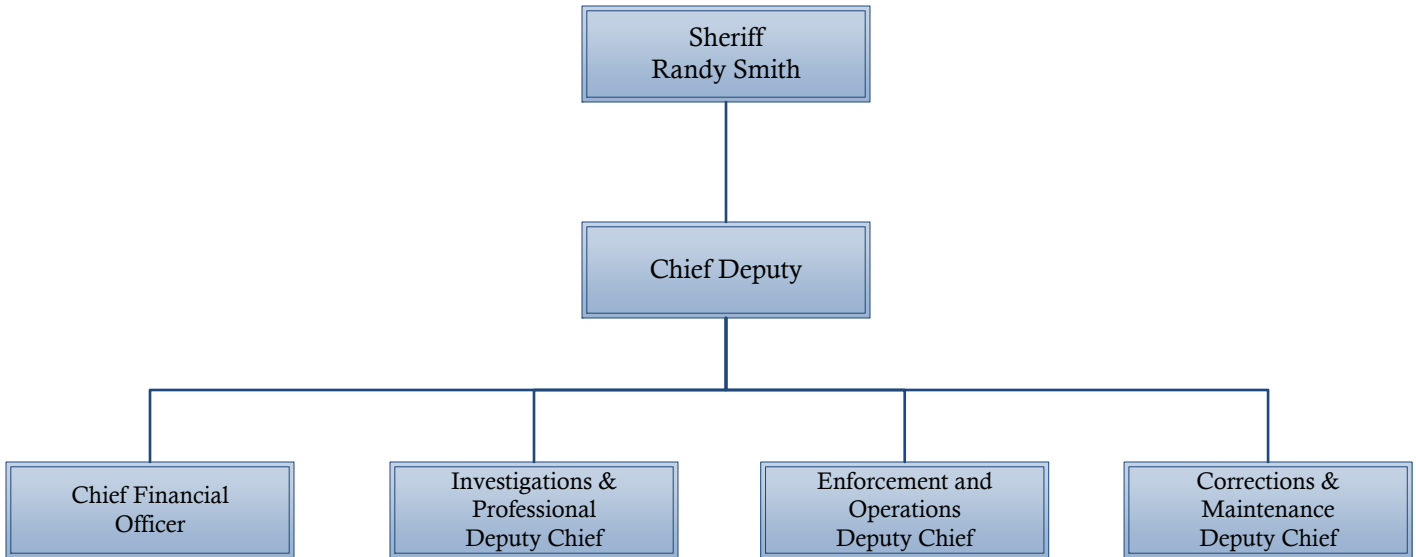 Sheriff
Randy Smith
Chief Deputy
Chief Financial
Officer
Investigations &
Professional
Deputy Chief
Enforcement and
Operations
Deputy Chief
Corrections &
Maintenance
Deputy Chief